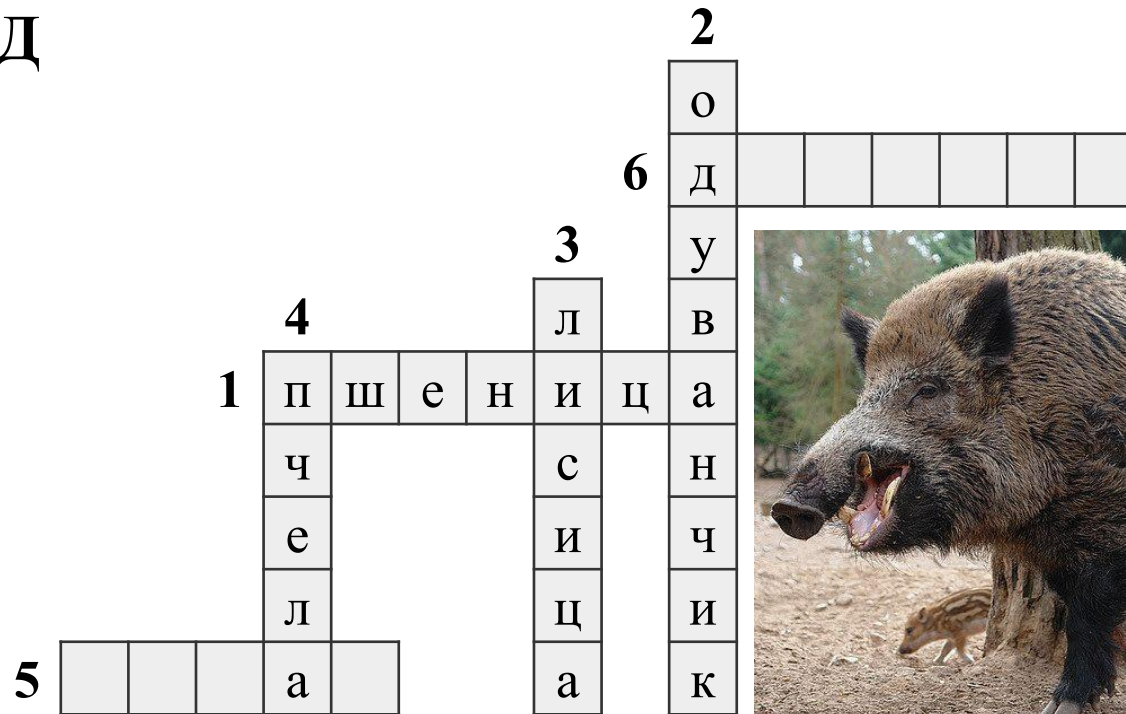 Д
2
о
6 д
3 у
4 л в
1 п ш е н и ц а
ч с н
е и ч
л ц и
5 а а к